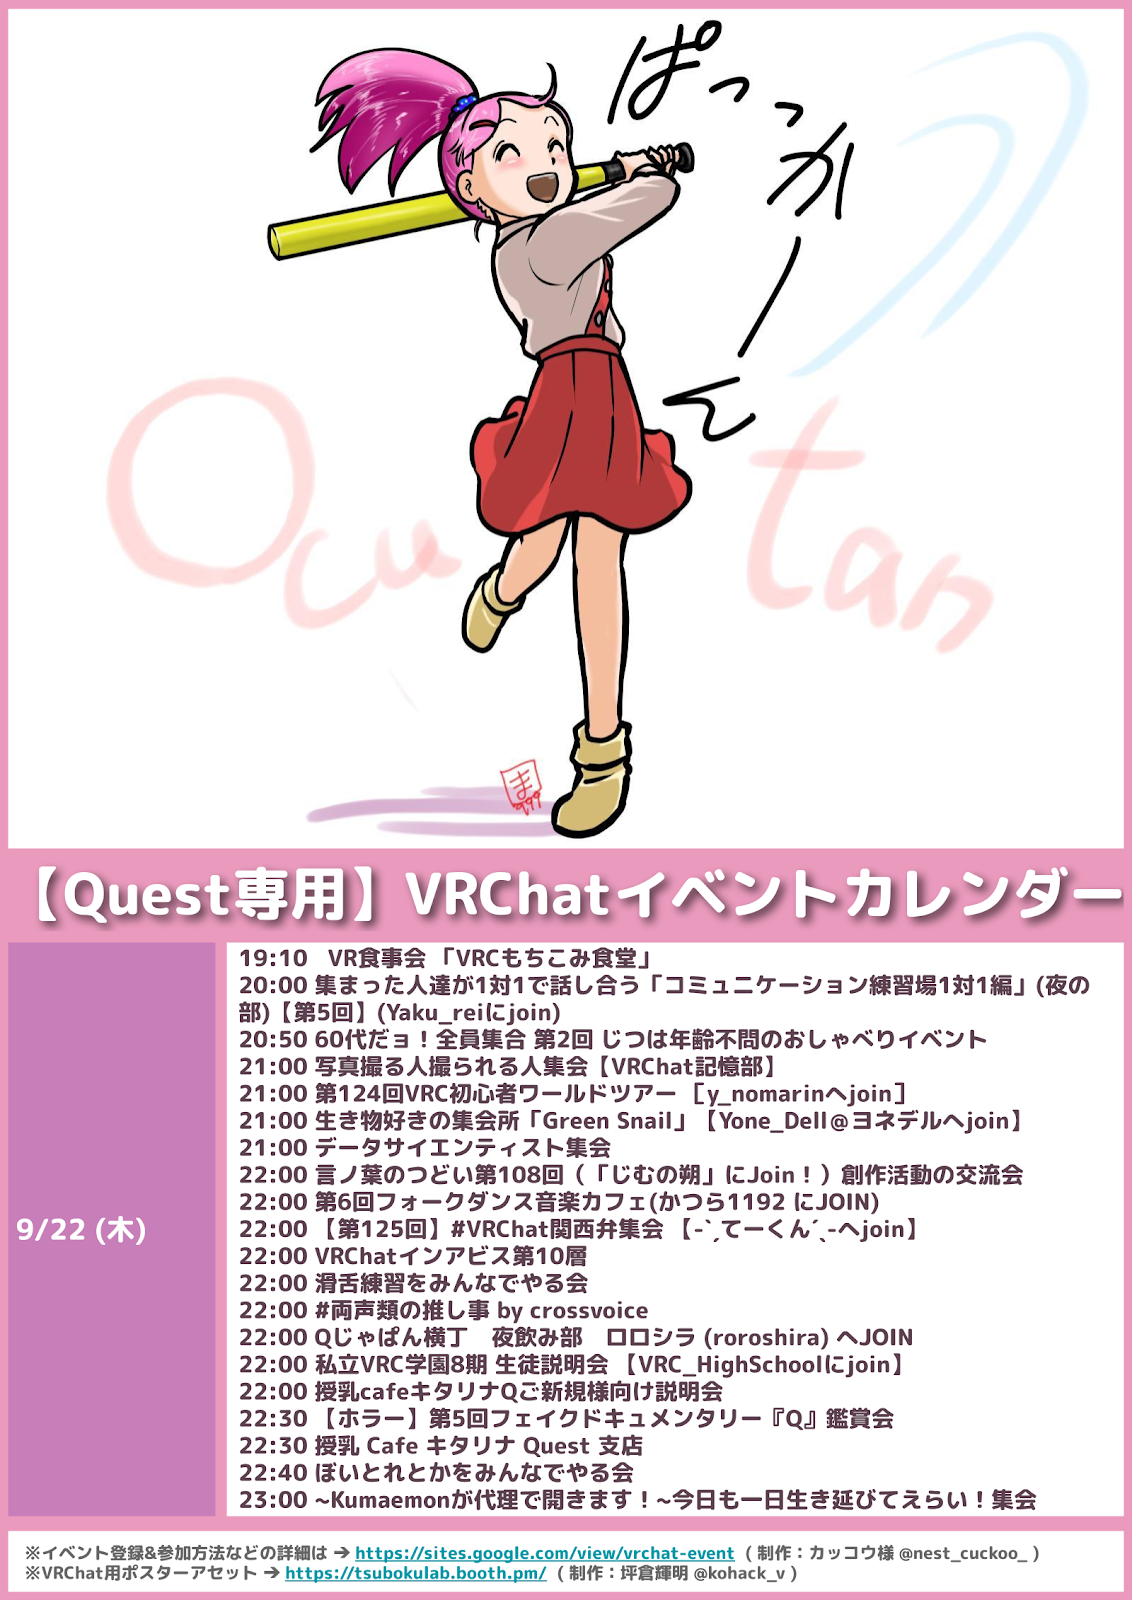 ぱっっかーん
Ocu tan
ま
999
【Quest専用】VRChatイベントカレンダー
9/22 (木)
19:10　VR食事会 「VRCもちこみ食堂」
20:00 集まった人達が1対1で話し合う「コミュニケーション練習場1対1編」(夜の
部)【第5回】(Yaku_reiにjoin)
20:50 60代だョ！全員集合 第2回 じつは年齢不問のおしゃべりイベント
21:00 写真撮る人撮られる人集会【VRChat記憶部】
21:00 第124回VRC初心者ワールドツアー ［y_nomarinへjoin］
21:00 生き物好きの集会所「Green Snail」【Yone_Dell＠ヨネデルへjoin】
21:00 データサイエンティスト集会
22:00 言ノ葉のつどい第108回（「じむの朔」にJoin！）創作活動の交流会
22:00 第6回フォークダンス音楽カフェ(かつら1192 にJOIN)
22:00 【第125回】#VRChat関西弁集会 【-ˋˏてーくんˊˎ-へjoin】
22:00 VRChatインアビス第10層
22:00 滑舌練習をみんなでやる会
22:00 #両声類の推し事 by crossvoice
22:00 Qじゃぱん横丁　夜飲み部　ロロシラ (roroshira) へJOIN
22:00 私立VRC学園8期 生徒説明会 【VRC_HighSchoolにjoin】
22:00 授乳cafeキタリナQご新規様向け説明会
22:30 【ホラー】第5回フェイクドキュメンタリー『Q』鑑賞会
22:30 授乳 Cafe キタリナ Quest 支店
22:40 ぼいとれとかをみんなでやる会
23:00 ~Kumaemonが代理で開きます！~今日も一日生き延びてえらい！集会
※イベント登録&参加方法などの詳細は ➔ https://sites.google.com/view/vrchat-event （制作：カッコウ様 @nest_cuckoo_ ）
※VRChat用ポスターアセット ➔ https://tsubokulab.booth.pm/ （制作：坪倉輝明 @kohack_v ）